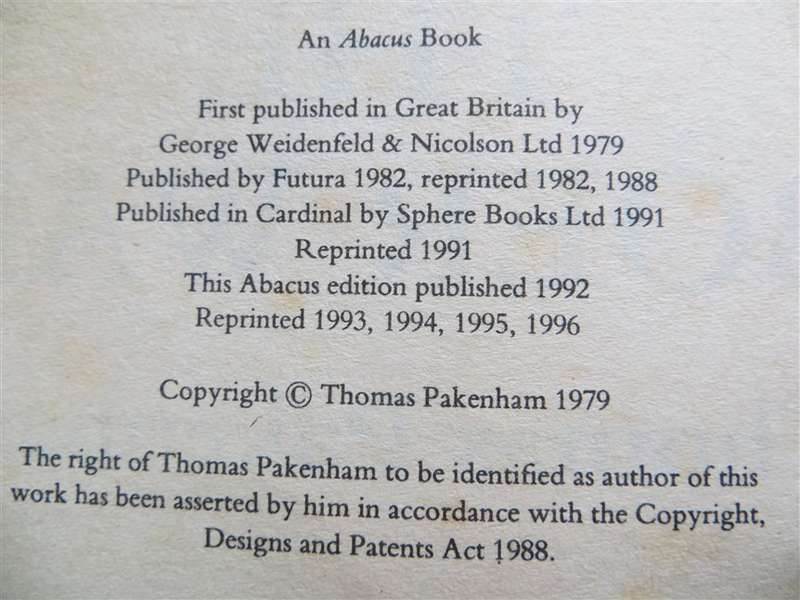 An Abacus Book
First published in Great Britain by
George Weidenfeld & Nicolson Ltd 1979
Published by Futura 1982, reprinted 1982, 1988
Published in Cardinal by Sphere Books Ltd 1991
Reprinted 1991
This Abacus edition published 1992
Reprinted 1993, 1994, 1995, 1996
Copyright © Thomas Pakenham 1979
The right of Thomas Pakenham to be identified as author of this
work has been asserted by him in accordance with the Copyright,
Designs and Patents Act 1988.